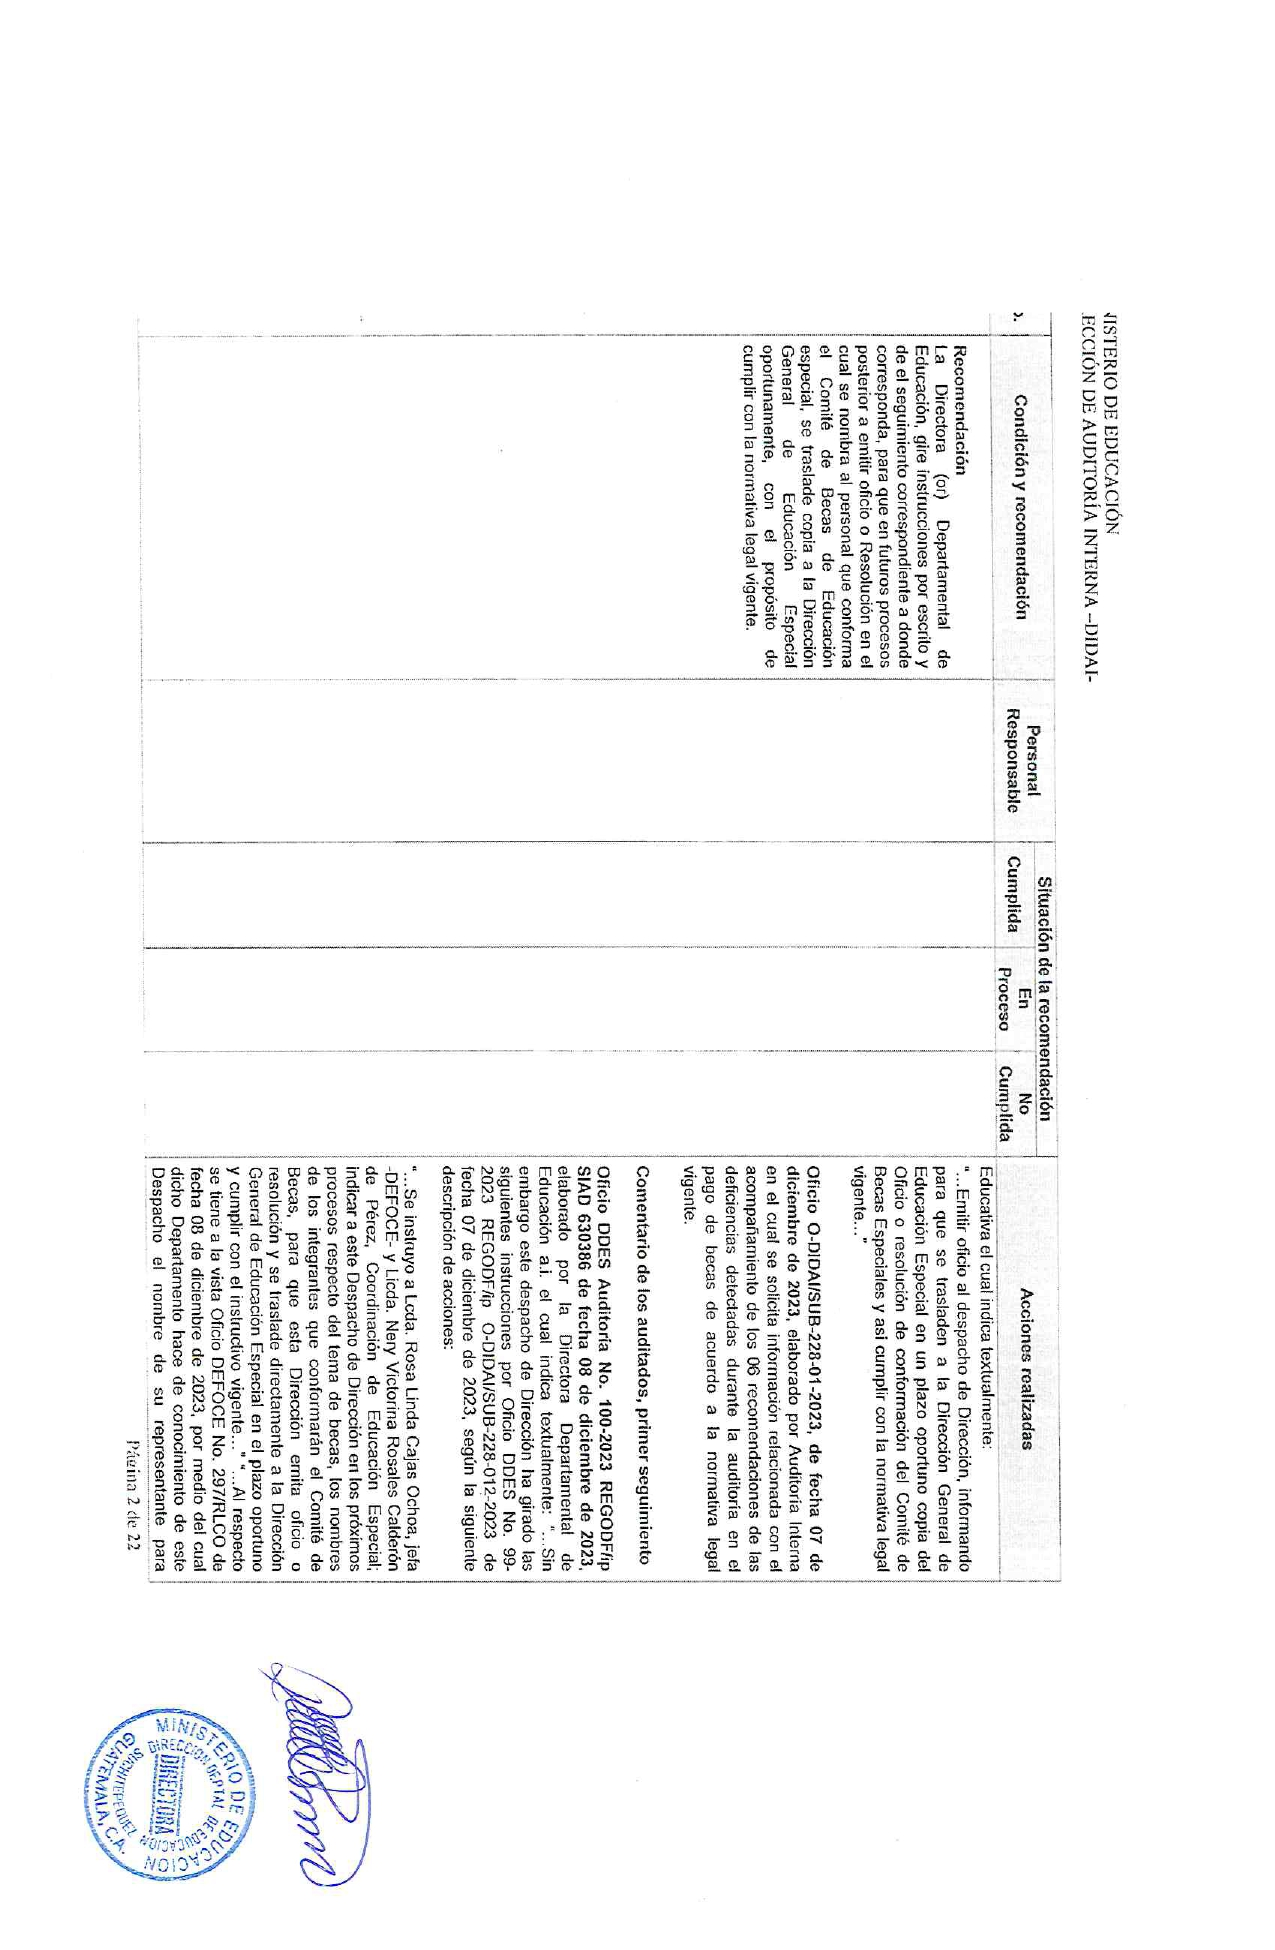 NISTERIO DE EDUCACIÓN
ECCIÓN DE AUDITORÍA INTERNA –DIDAI-
Condición y recomendación
Personal
Responsable
Situación de la recomendación
Cumplida
En
Proceso
No
Cumplida
Acciones realizadas
Recomendación
La Directora (or) Departamental de
Educación, gire instrucciones por escrito y
de el seguimiento correspondiente a donde
corresponda, para que en futuros procesos
posterior a emitir oficio o Resolución en el
cual se nombra al personal que conforma
el Comité de Becas de Educación
especial, se traslade copia a la Dirección
General de Educación Especial
oportunamente, con el propósito de
cumplir con la normativa legal vigente.
Educativa el cual indica textualmente:
“…Emitir oficio al despacho de Dirección, informando
para que se trasladen a la Dirección General de
Educación Especial en un plazo oportuno copia del
Oficio o resolución de conformación del Comité de
Becas Especiales y así cumplir con la normativa legal
vigente…”
Oficio O-DIDAI/SUB-228-01-2023, de fecha 07 de
diciembre de 2023, elaborado por Auditoría Interna
en el cual se solicita información relacionada con el
acompañamiento de los 06 recomendaciones de las
deficiencias detectadas durante la auditoría en el
pago de becas de acuerdo a la normativa legal
vigente.
Comentario de los auditados, primer seguimiento
Oficio DDES Auditoría No. 100-2023 REGODF/ip
SIAD 630386 de fecha 08 de diciembre de 2023,
elaborado por la Directora Departamental de
Educación a.i. el cual indica textualmente: “…Sin
embargo este despacho de Dirección ha girado las
siguientes instrucciones por Oficio DDES No. 99-
2023 REGODF/ip O-DIDAI/SUB-228-012-2023 de
fecha 07 de diciembre de 2023, según la siguiente
descripción de acciones:
“…Se instruyo a Lcda. Rosa Linda Cajas Ochoa, jefa
-DEFOCE- y Licda. Nery Victorina Rosales Calderón
de Pérez, Coordinación de Educación Especial;
indicar a este Despacho de Dirección en los próximos
procesos respecto del tema de becas, los nombres
de los integrantes que conformarán el Comité de
Becas, para que esta Dirección emita oficio o
resolución y se traslade directamente a la Dirección
General de Educación Especial en el plazo oportuno
y cumplir con el instructivo vigente…” “…Al respecto
se tiene a la vista Oficio DEFOCE No. 297/RLCO de
fecha 08 de diciembre de 2023, por medio del cual
dicho Departamento hace de conocimiento de este
Despacho el nombre de su representante para
Página 2 de 22
MINISTERIO DE EDUCACION
DIRECCION DEPTAL DE EDUCACION
DIRECTORA
SUCHITEPEQUEZ
GUATEMALA, C.A.